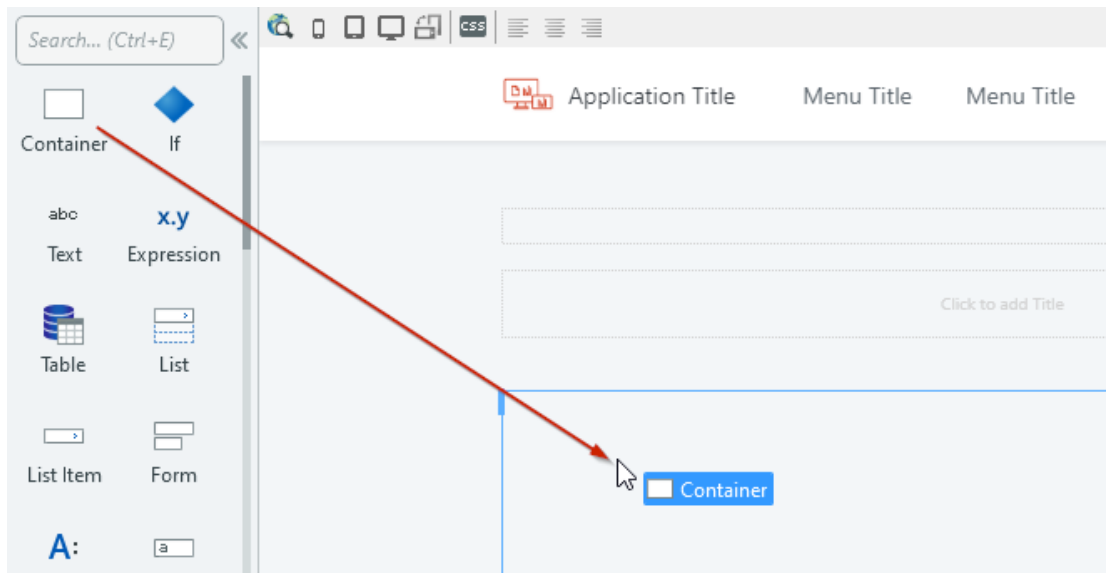 Search... (Ctrl+E)
css
Application Title Menu Title Menu Title
Container If
abc x.y
Text Expression
Click to add Title
Table List
List Item Form
Container
A: a